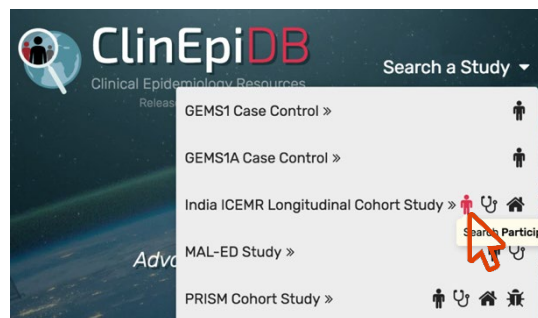 ClinEpiDB
Clinical Epidemiology Resources
Search a Study
GEMS1 Case Control »
GEMS1A Case Control »
India ICEMR Longitudinal Cohort Study »
Search
MAL-ED Study »
PRISM Cohort Study »